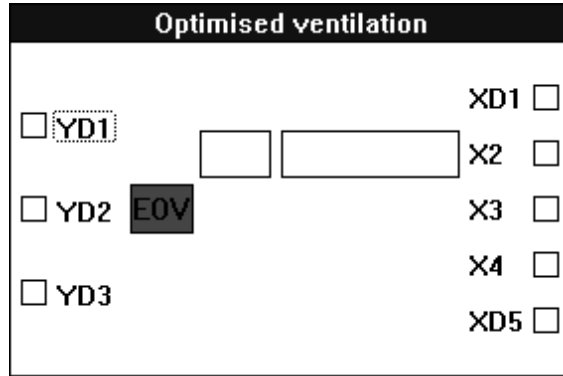 Optimised ventilation
XD1
YD1
X2
YD2 EOV X3
X4
YD3
XD5